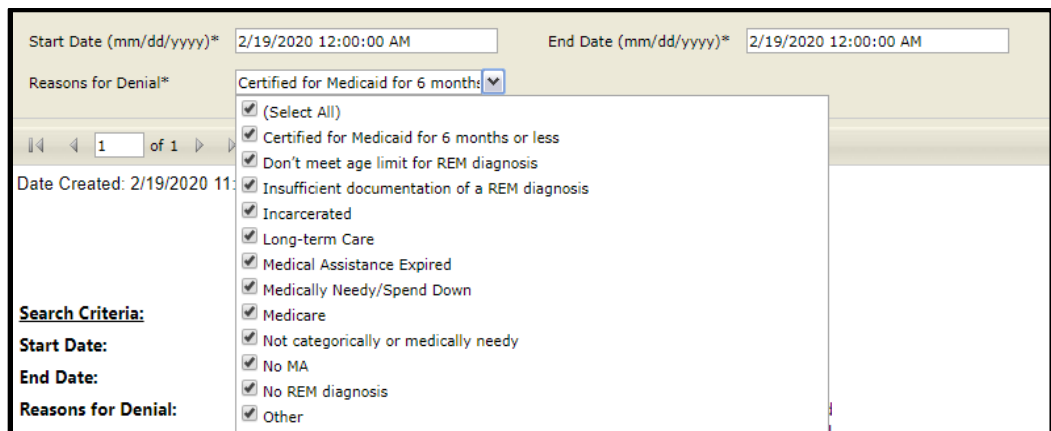 Start Date (mm/dd/yyyy)* 2/19/2020 12:00:00 AM End Date (mm/dd/yyyy)* 2/19/2020 12:00:00 AM
Reasons for Denial* Certified for Medicaid for 6 months
(Select All)
Certified for Medicaid for 6 months or less
1 of 1
Don't meet age limit for REM diagnosis
Date Created: 2/19/2020 11:
Insufficient documentation of a REM diagnosis
Incarcerated
Long-term Care
Medical Assistance Expired
Medically Needy/Spend Down
Search Criteria:
Medicare
Start Date:
Not categorically or medically needy
No MA
End Date:
No REM diagnosis
Reasons for Denial:
Other